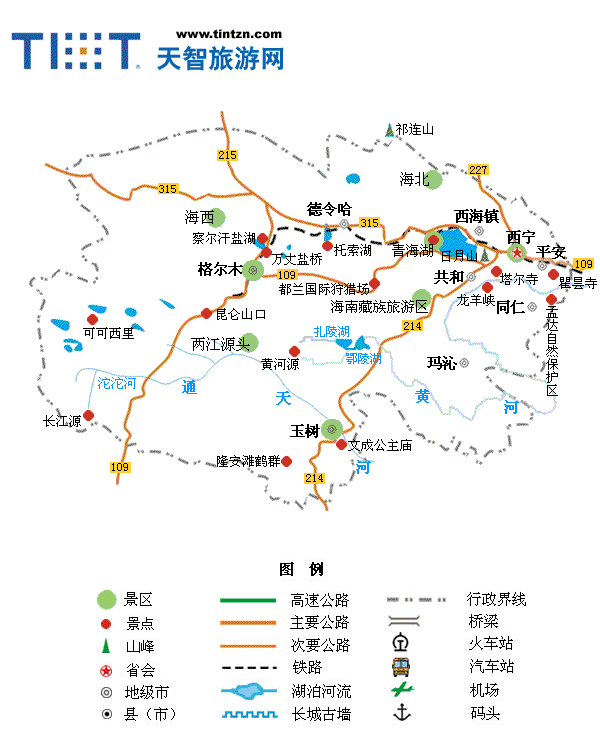 www.tintzn.com
TINT 天智旅游网
祁连山
215
227
海北
315
德令哈
315
西海镇
海西
察尔汗盐湖
西宁
青海湖
日月山
平安
托索湖
万丈盐桥
109
格尔木
109
共和
塔尔寺
瞿昙寺
都兰国际狩猎场
龙羊峡
海南藏族旅游区
同仁
昆仑山口
孟达自然保护区
214
扎陵湖
可可西里
两江源头
黄河源
鄂陵湖
玛沁
沱沱河
通
天
黄
河
长江源
玉树
文成公主庙
隆安滩鹤群
河
109
214
图 例
景区
高速公路
行政界线
景点
主要公路
桥梁
山峰
次要公路
火车站
省会
铁路
汽车站
地级市
湖泊河流
机场
县（市）
长城古墙
码头